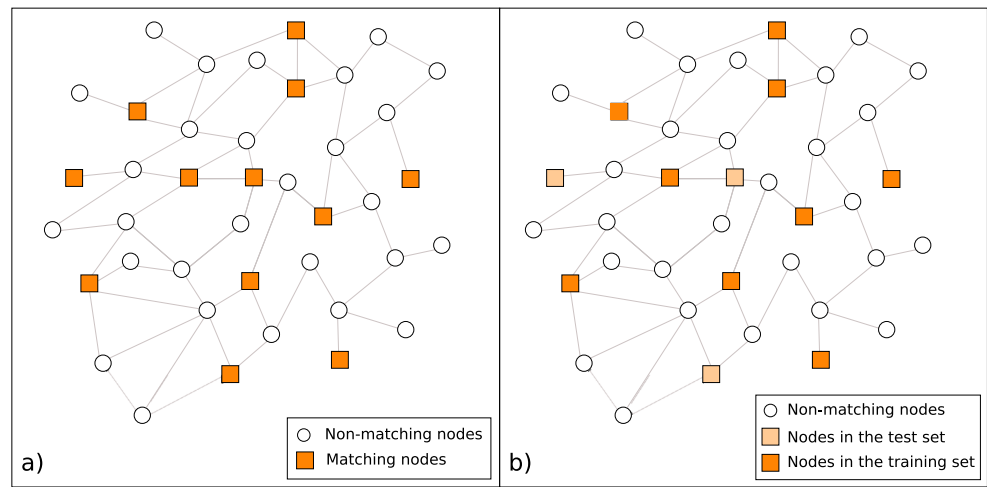 Non-matching nodes
Matching nodes
a)
Non-matching nodes
Nodes in the test set
Nodes in the training set
b)